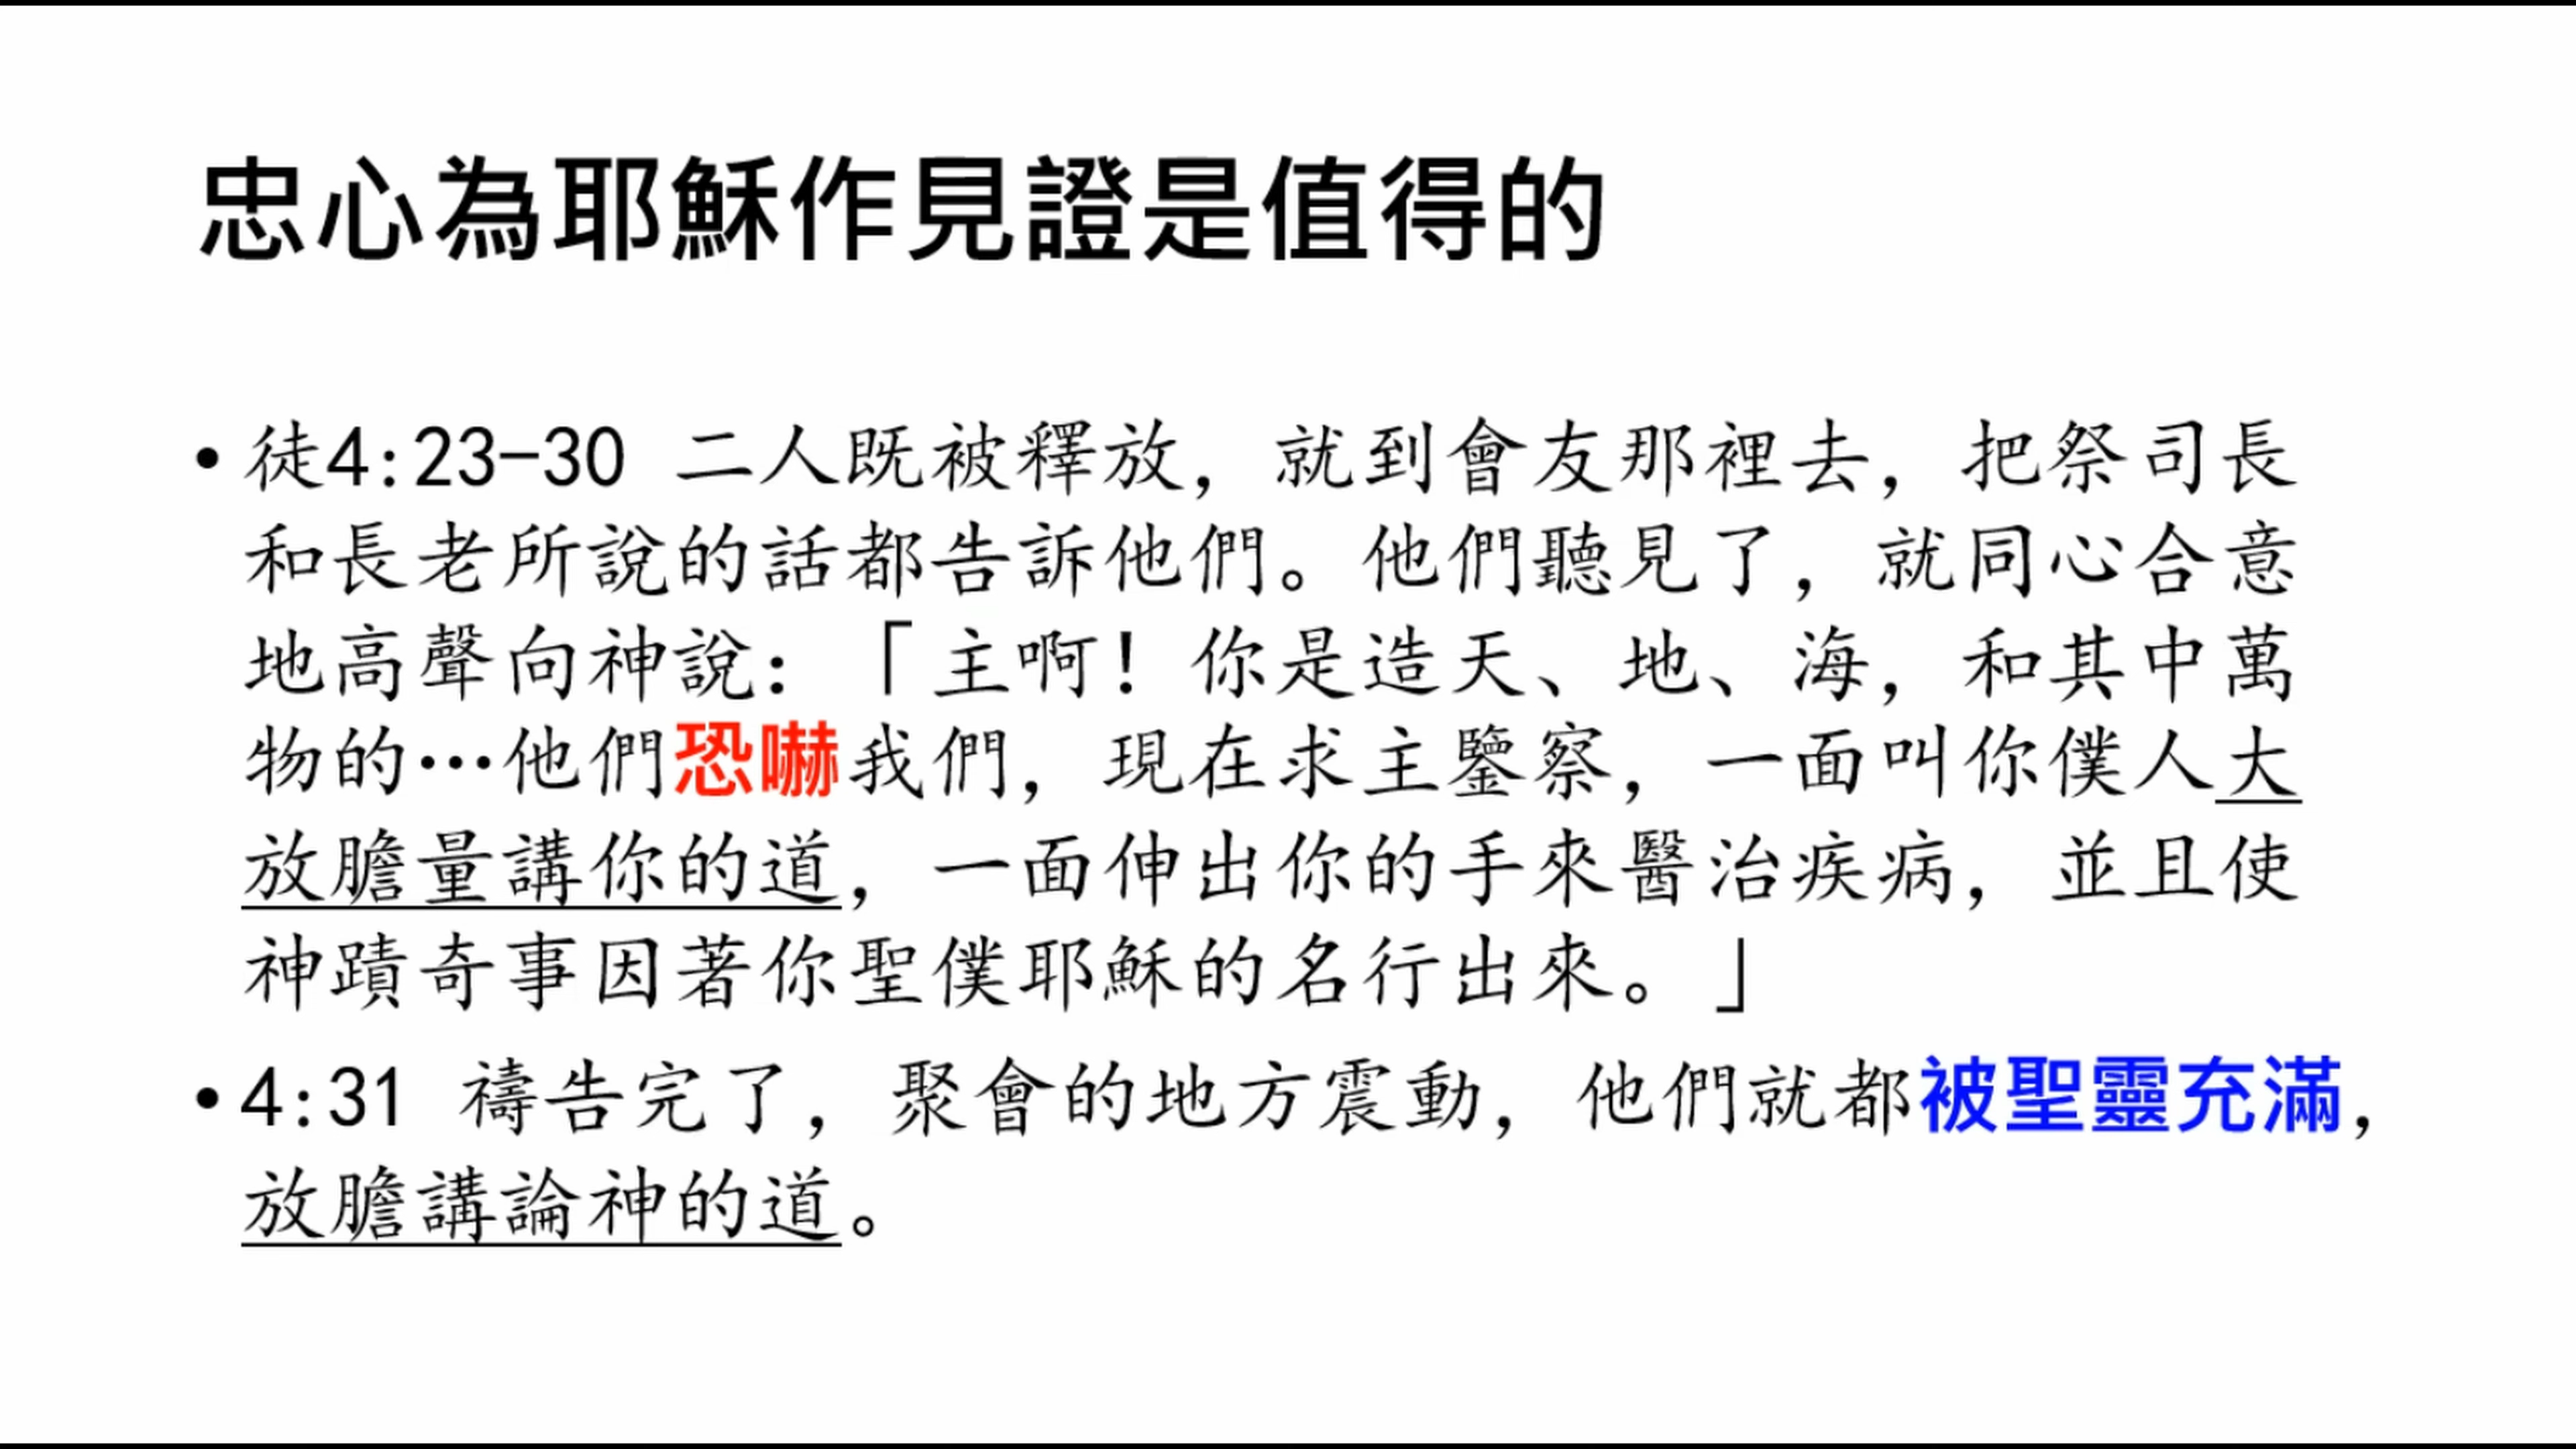 忠心為耶穌作見證是值得的
• 徒4:23-30 二人既被釋放，就到會友那裡去，把祭司長
和長老所說的話都告訴他們。他們聽見了，就同心合意
地高聲向神說：「主啊！你是造天、地、海，和其中萬
物的…他們恐嚇我們，現在求主鑒察，一面叫你僕人大
放膽量講你的道，一面伸出你的手來醫治疾病，並且使
神蹟奇事因著你聖僕耶穌的名行出來。」
• 4:31 禱告完了，聚會的地方震動，他們就都被聖靈充滿，
放膽講論神的道。